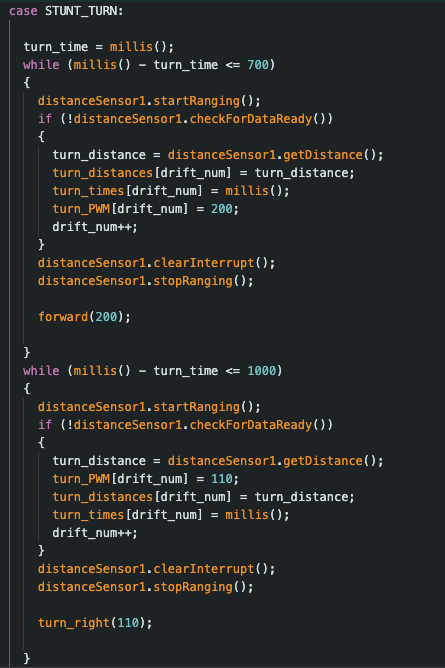 case STUNT_TURN:
turn_time = millis();
while (millis() - turn_time <= 700)
{
distanceSensor1.startRanging();
if (!distanceSensor1.checkForDataReady())
{
turn_distance = distanceSensor1.getDistance();
turn_distances[drift_num] = turn_distance;
turn_times[drift_num] = millis();
turn_PWM[drift_num] = 200;
drift_num++;
}
distanceSensor1.clearInterrupt();
distanceSensor1.stopRanging();
forward(200);
}
while (millis() - turn_time <= 1000)
{
distanceSensor1.startRanging();
if (!distanceSensor1.checkForDataReady())
{
turn_distance = distanceSensor1.getDistance();
turn_PWM[drift_num] = 110;
turn_distances[drift_num] = turn_distance;
turn_times[drift_num] = millis();
drift_num++;
}
distanceSensor1.clearInterrupt();
distanceSensor1.stopRanging();
turn_right(110);
}